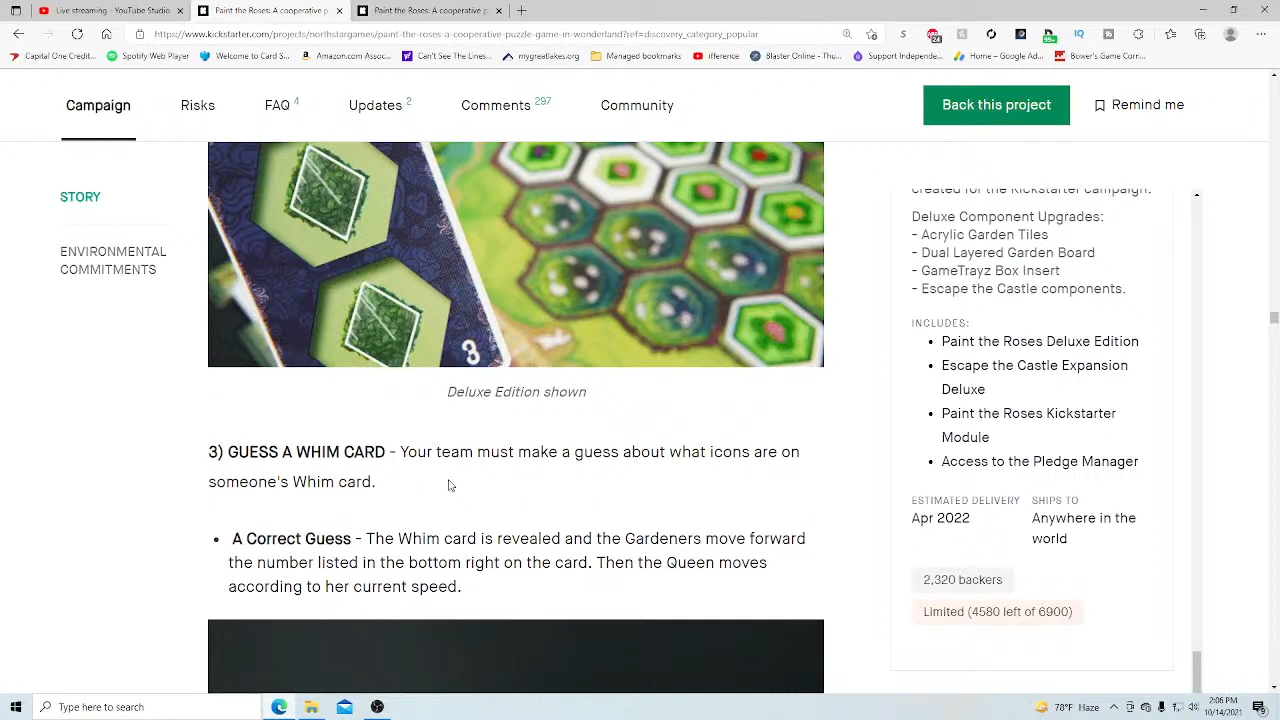 Live streaming - YouTube Studio
Paint the Roses: A cooperative p
Paint the Roses: A cooperative p
https://www.kickstarter.com/projects/northstargames/paint-the-roses-a-cooperative-puzzle-game-in-wonderland?ref=discovery_category_popular
Capital One Credit...
Spotify Web Player
Welcome Card S...
Amazon.com Assoc...
Can't See The Lines...
mygreatlakes.org
Managed bookmarks
ifference
Blaster Online - Bu...
Support Independe...
Home – Google Ad...
Bower's Game Corn...
Campaign
Risks
FAQ 4
Updates 2
Comments 297
Community
Back this project
Remind me
STORY
ENVIRONMENTAL
COMMITMENTS
3
Deluxe Edition shown
3) GUESS A WHIM CARD - Your team must make a guess about what icons are on
someone's Whim card.
• A Correct Guess - The Whim card is revealed and the Gardeners move forward
the number listed in the bottom right on the card. Then the Queen moves
according to her current speed.
created for the Kickstarter campaign.
Deluxe Component Upgrades:
- Acrylic Garden Tiles
- Dual Layered Garden Board
- GameTrayz Box Insert
- Escape the Castle components.
INCLUDES:
• Paint the Roses Deluxe Edition
• Escape the Castle Expansion
Deluxe
• Paint the Roses Kickstarter
Module
• Access to the Pledge Manager
ESTIMATED DELIVERY
Apr 2022
SHIPS TO
Anywhere in the
world
2,320 backers
Limited (4580 left of 6900)
Type here to search
78°F Haze
2:06 PM
10/14/2021